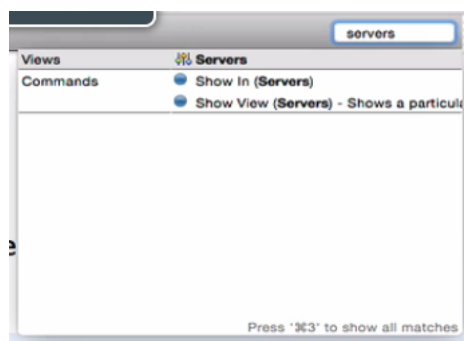 servers
Views Servers
Commands Show In (Servers)
Show View (Servers) - Shows a particula
e
Press '⌘3' to show all matches